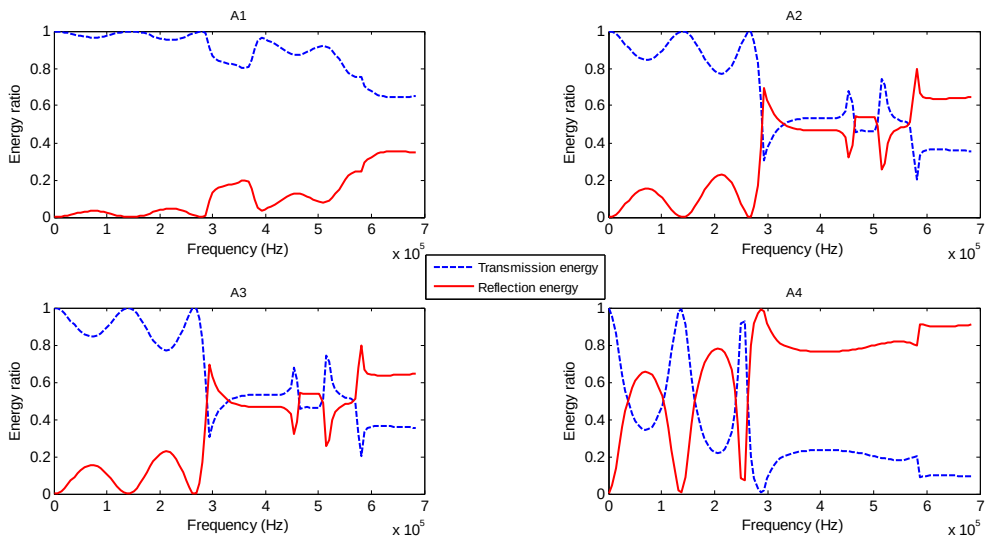 A1
1
0.8
0.6
0.4
0.2
0
Energy ratio
0 1 2 3 4 5 6 7
Frequency (Hz)
x 10^5
A2
1
0.8
0.6
0.4
0.2
0
Energy ratio
0 1 2 3 4 5 6 7
Frequency (Hz)
x 10^5
Transmission energy
Reflection energy
A3
1
0.8
0.6
0.4
0.2
0
Energy ratio
0 1 2 3 4 5 6 7
Frequency (Hz)
x 10^5
A4
1
0.8
0.6
0.4
0.2
0
Energy ratio
0 1 2 3 4 5 6 7
Frequency (Hz)
x 10^5